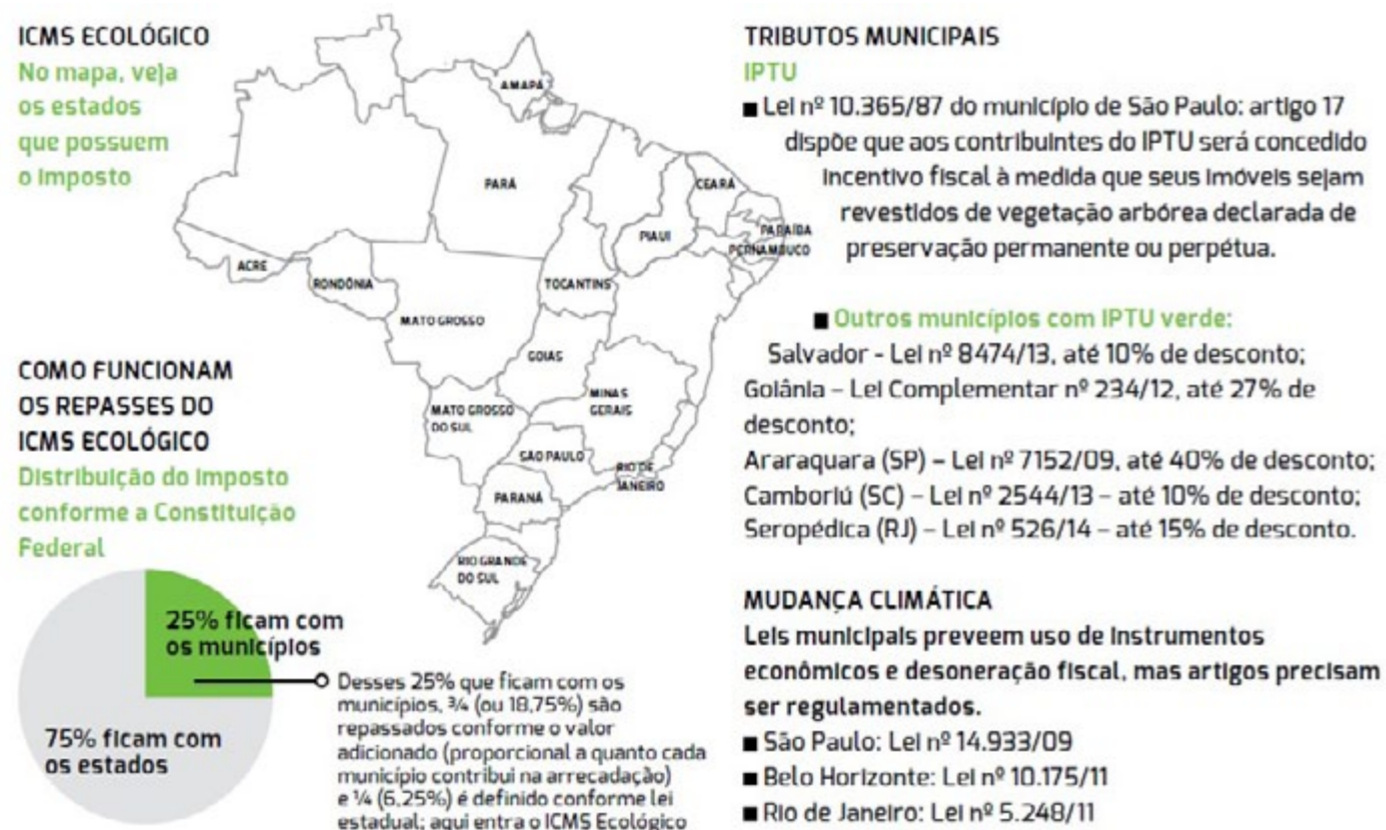 ICMS ECOLÓGICO
No mapa, veja
os estados
que possuem
o imposto
AMAPÁ
PARÁ
CEARÁ
PARAÍBA
PIAUI
PERNAMBUCO
ACRE
RONDÔNIA
TOCANTINS
MATO GROSSO
GOIAS
MINAS
GERAIS
MATO GROSSO
DO SUL
SAO PAULO
RIO DE
JANEIRO
PARANÁ
RIO GRANDE
DO SUL
COMO FUNCIONAM
OS REPASSES DO
ICMS ECOLÓGICO
Distribuição do imposto
conforme a Constituição
Federal
25% ficam com
os municípios
75% ficam com
os estados
Desses 25% que ficam com os
municípios, ¾ (ou 18,75%) são
repassados conforme o valor
adicionado (proporcional a quanto cada
município contribui na arrecadação)
e ¼ (6,25%) é definido conforme lei
estadual; aqui entra o ICMS Ecológico
TRIBUTOS MUNICIPAIS
IPTU
■ Lei nº 10.365/87 do município de São Paulo: artigo 17
dispõe que aos contribuintes do IPTU será concedido
incentivo fiscal à medida que seus imóveis sejam
revestidos de vegetação arbórea declarada de
preservação permanente ou perpétua.
■ Outros municípios com IPTU verde:
Salvador - Lei nº 8474/13, até 10% de desconto;
Goiânia – Lei Complementar nº 234/12, até 27% de
desconto;
Araraquara (SP) – Lei nº 7152/09, até 40% de desconto;
Camboriú (SC) – Lei nº 2544/13 – até 10% de desconto;
Seropédica (RJ) – Lei nº 526/14 – até 15% de desconto.
MUDANÇA CLIMÁTICA
Leis municipais preveem uso de instrumentos
econômicos e desoneração fiscal, mas artigos precisam
ser regulamentados.
■ São Paulo: Lei nº 14.933/09
■ Belo Horizonte: Lei nº 10.175/11
■ Rio de Janeiro: Lei nº 5.248/11